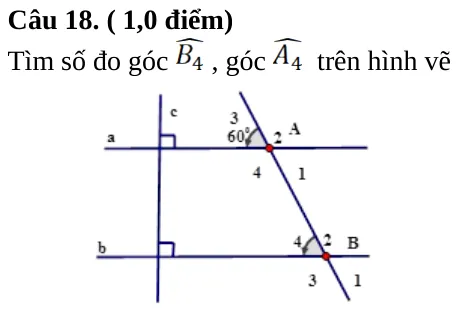 Câu 18. ( 1,0 điểm)
Tìm số đo góc $\widehat{B_4}$ , góc $\widehat{A_4}$ trên hình vẽ
c
3
a
60°
2 A
4 1
b
4 2 B
3 1